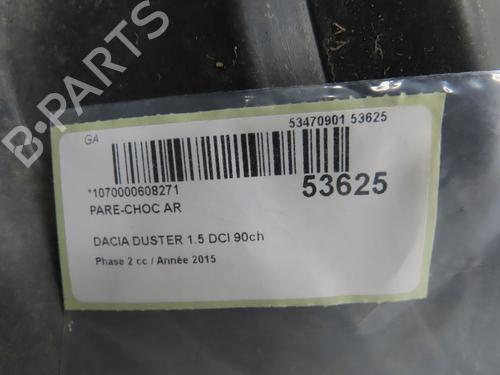 B-PARTS
GA
53470901 53625
*1070000608271
53625
PARE-CHOC AR
DACIA DUSTER 1.5 DCI 90ch
Phase 2 cc / Année 2015